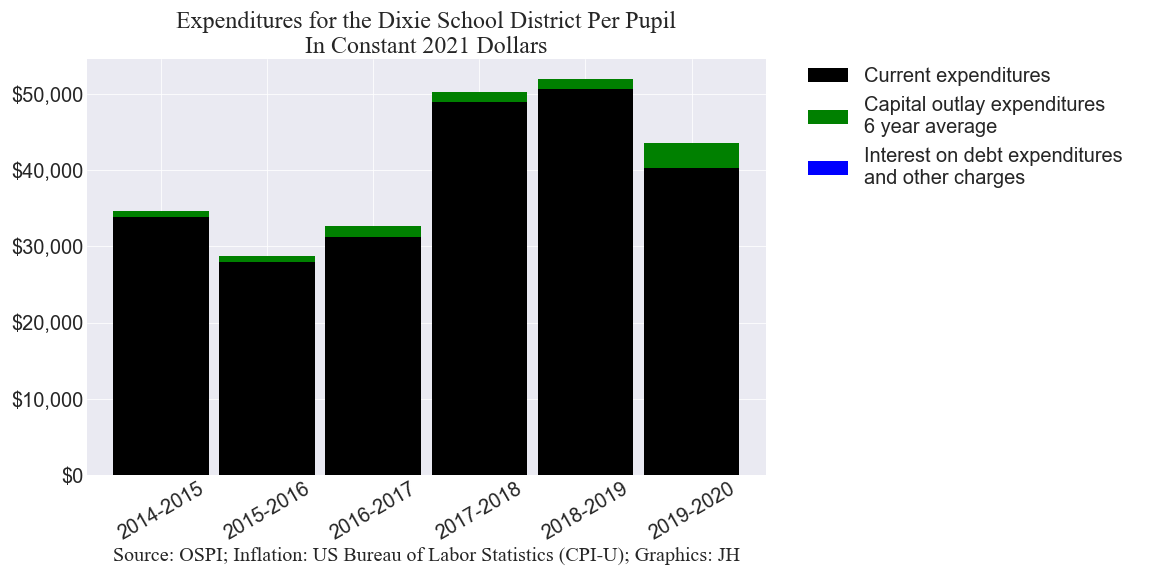 Expenditures for the Dixie School District Per Pupil
In Constant 2021 Dollars
$50,000
$40,000
$30,000
$20,000
$10,000
$0
2014-2015
2015-2016
2016-2017
2017-2018
2018-2019
2019-2020
Current expenditures
Capital outlay expenditures
6 year average
Interest on debt expenditures
and other charges
Source: OSPI; Inflation: US Bureau of Labor Statistics (CPI-U); Graphics: JH